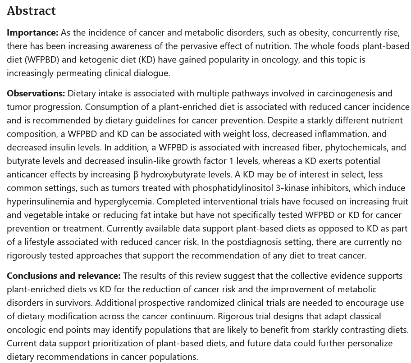 Abstract
Importance: As the incidence of cancer and metabolic disorders, such as obesity, concurrently rise,
there has been increasing awareness of the pervasive effect of nutrition. The whole foods plant-based
diet (WFPBD) and ketogenic diet (KD) have gained popularity in oncology, and this topic is
increasingly permeating clinical dialogue.
Observations: Dietary intake is associated with multiple pathways involved in carcinogenesis and
tumor progression. Consumption of a plant-enriched diet is associated with reduced cancer incidence
and is recommended by dietary guidelines for cancer prevention. Despite a starkly different nutrient
composition, a WFPBD and KD can be associated with weight loss, decreased inflammation, and
decreased insulin levels. In addition, a WFPBD is associated with increased fiber, phytochemicals, and
butyrate levels and decreased insulin-like growth factor 1 levels, whereas a KD exerts potential
anticancer effects by increasing β hydroxybutyrate levels. A KD may be of interest in select, less
common settings, such as tumors treated with phosphatidylinositol 3-kinase inhibitors, which induce
hyperinsulinemia and hyperglycemia. Completed interventional trials have focused on increasing fruit
and vegetable intake or reducing fat intake but have not specifically tested WFPBD or KD for cancer
prevention or treatment. Currently available data support plant-based diets as opposed to KD as part
of a lifestyle associated with reduced cancer risk. In the postdiagnosis setting, there are currently no
rigorously tested approaches that support the recommendation of any diet to treat cancer.
Conclusions and relevance: The results of this review suggest that the collective evidence supports
plant-enriched diets vs KD for the reduction of cancer risk and the improvement of metabolic
disorders in survivors. Additional prospective randomized clinical trials are needed to encourage use
of dietary modification across the cancer continuum. Rigorous trial designs that adapt classical
oncologic end points may identify populations that are likely to benefit from starkly contrasting diets.
Current data support prioritization of plant-based diets, and future data could further personalize
dietary recommendations in cancer populations.